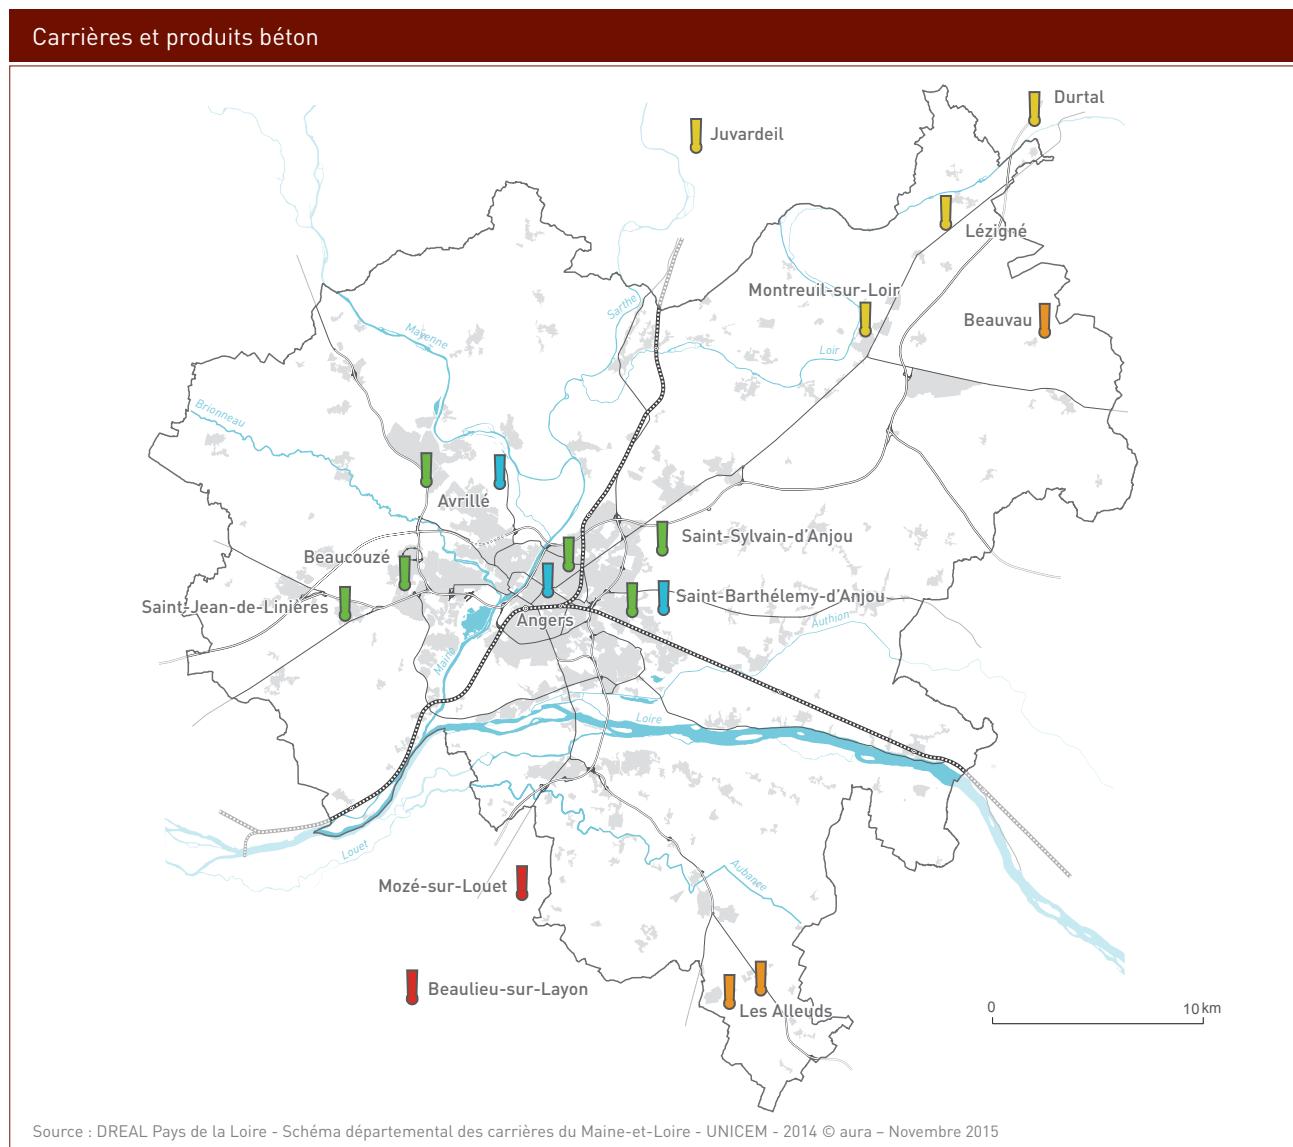 Carrières et produits béton
Durtal
Juvardeil
Lézigné
Montreuil-sur-Loir
Beauvau
Sarthe
Mayenne
Loir
Brionneau
Avrillé
Saint-Sylvain-d'Anjou
Beaucouzé
Saint-Barthélemy-d'Anjou
Saint-Jean-de-Linières
Angers
Authion
Maine
Loire
Louet
Aubance
Mozé-sur-Louet
Beaulieu-sur-Layon
Les Alleuds
0 10 km
Source : DREAL Pays de la Loire - Schéma départemental des carrières du Maine-et-Loire - UNICEM - 2014 © aura – Novembre 2015